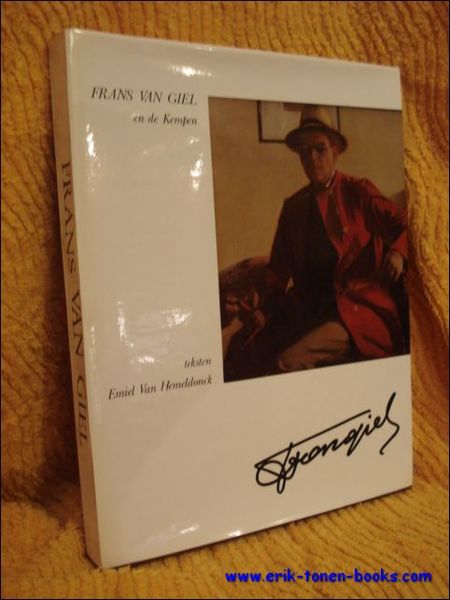 FRANS VAN GIEL
en de Kempen
teksten
Emiel Van Hemeldonck
FRANS VAN GIEL
www.erik-tonen-books.com